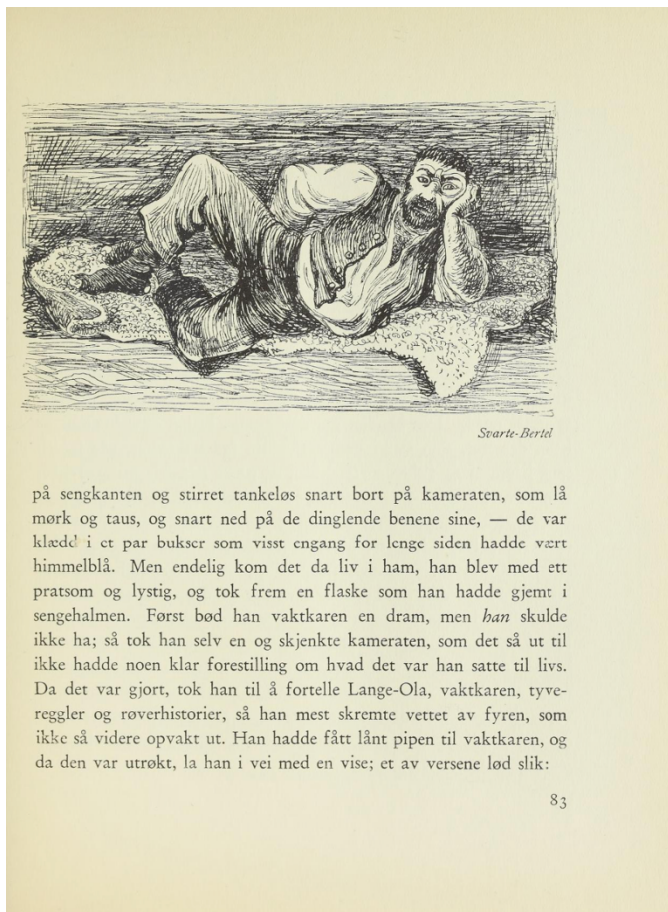 Svarte-Bertel
på sengkanten og stirret tankeløs snart bort på kameraten, som lå
mørk og taus, og snart ned på de dinglende benene sine, — de var
klædd i et par bukser som visst engang for lenge siden hadde vært
himmelblå. Men endelig kom det da liv i ham, han blev med ett
pratsom og lystig, og tok frem en flaske som han hadde gjemt i
sengehalmen. Først bød han vaktkaren en dram, men han skulde
ikke ha; så tok han selv en og skjenkte kameraten, som det så ut til
ikke hadde noen klar forestilling om hvad det var han satte til livs.
Da det var gjort, tok han til å fortelle Lange-Ola, vaktkaren, tyve-
reggler og røverhistorier, så han mest skremte vettet av fyren, som
ikke så videre opvakt ut. Han hadde fått lånt pipen til vaktkaren, og
da den var utrøkt, la han i vei med en vise; et av versene lød slik:
83